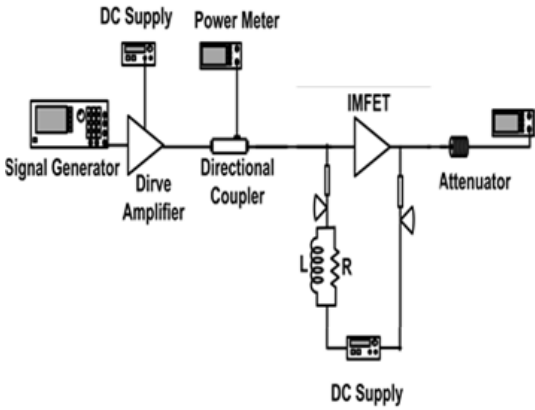 DC Supply
Power Meter
IMFET
Signal Generator
Dirve
Amplifier
Directional
Coupler
Attenuator
L
R
DC Supply